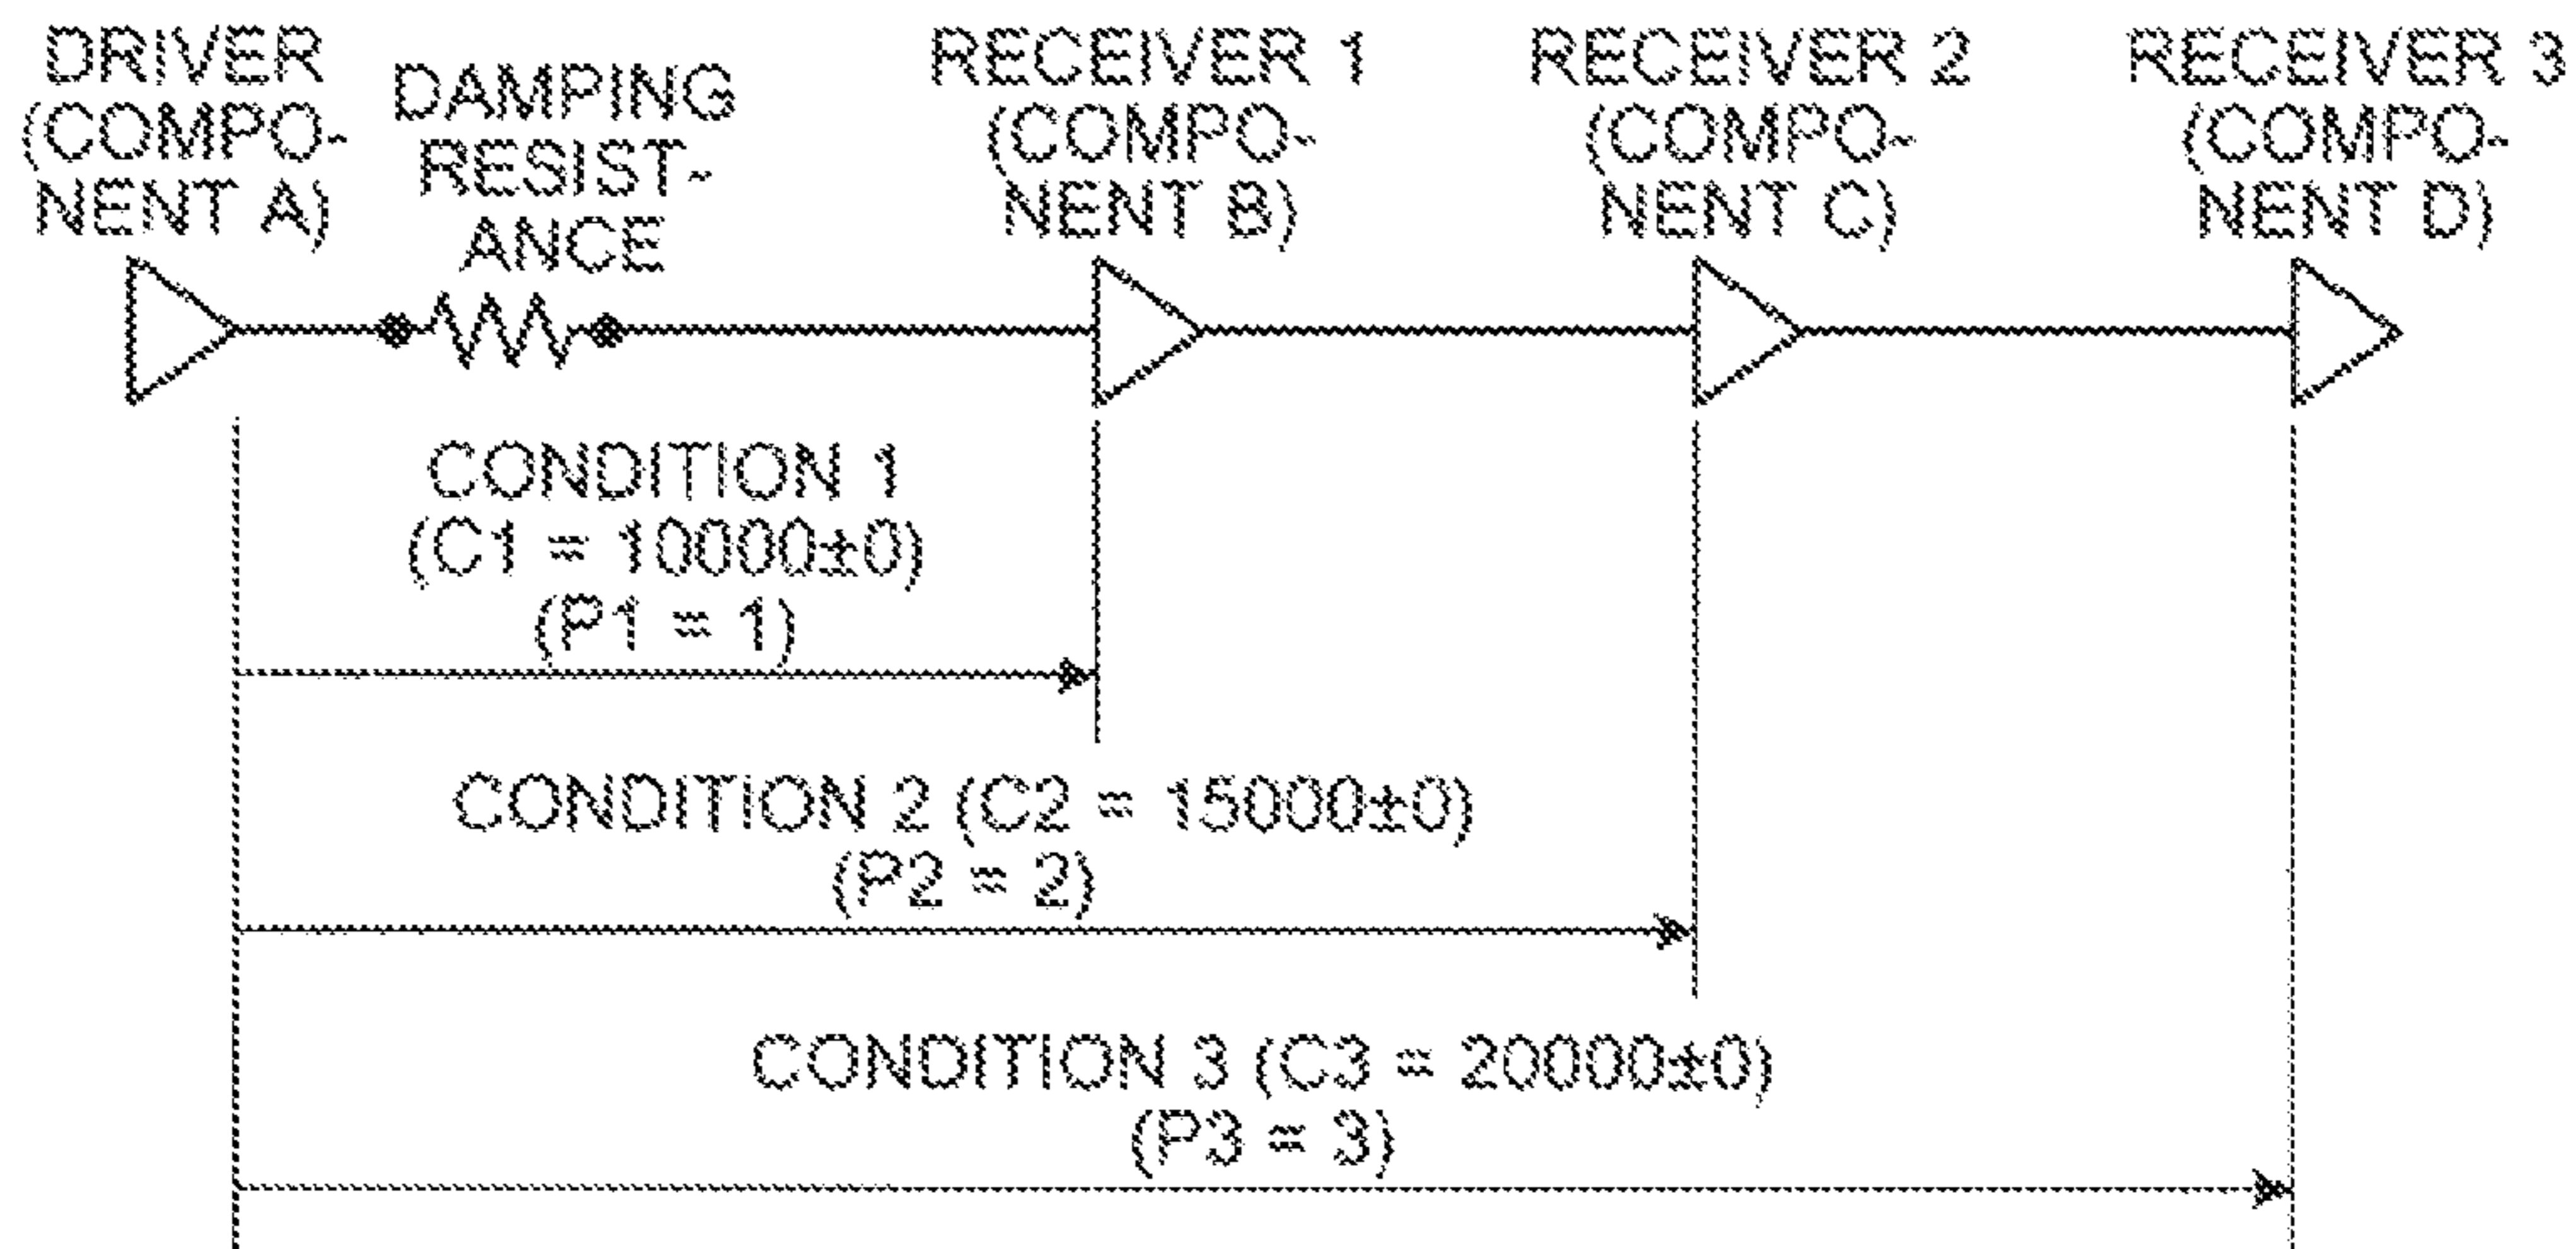 DRIVER
(COMPO-
NENT A)
DAMPING
RESIST-
ANCE
RECEIVER 1
(COMPO-
NENT B)
RECEIVER 2
(COMPO-
NENT C)
RECEIVER 3
(COMPO-
NENT D)
CONDITION 1
(C1 = 10000±0)
(P1 = 1)
CONDITION 2 (C2 = 15000±0)
(P2 = 2)
CONDITION 3 (C3 = 20000±0)
(P3 = 3)